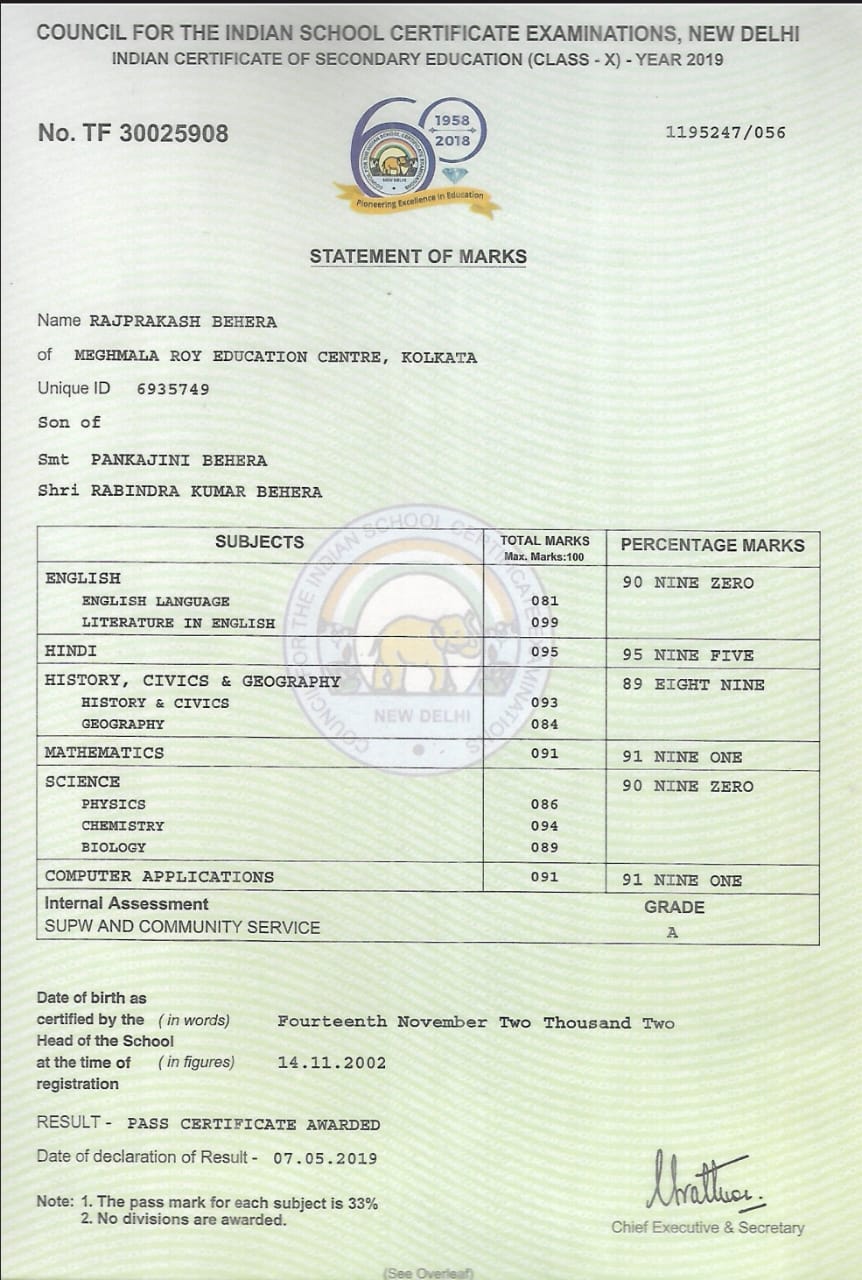 COUNCIL FOR THE INDIAN SCHOOL CERTIFICATE EXAMINATIONS, NEW DELHI
INDIAN CERTIFICATE OF SECONDARY EDUCATION (CLASS - X) - YEAR 2019
No. TF 30025908
1195247/056
60
1958
2018
COUNCIL FOR THE INDIAN SCHOOL CERTIFICATE EXAMINATIONS
NEW DELHI
Pioneering Excellence in Education
STATEMENT OF MARKS
Name RAJPRAKASH BEHERA
of MEGHMALA ROY EDUCATION CENTRE, KOLKATA
Unique ID 6935749
Son of
Smt PANKAJINI BEHERA
Shri RABINDRA KUMAR BEHERA
COUNCIL FOR THE INDIAN SCHOOL CERTIFICATE EXAMINATIONS
NEW DELHI
SUBJECTS TOTAL MARKS PERCENTAGE MARKS
Max. Marks:100
ENGLISH 90 NINE ZERO
ENGLISH LANGUAGE 081
LITERATURE IN ENGLISH 099
HINDI 095 95 NINE FIVE
HISTORY, CIVICS & GEOGRAPHY 89 EIGHT NINE
HISTORY & CIVICS 093
GEOGRAPHY 084
MATHEMATICS 091 91 NINE ONE
SCIENCE 90 NINE ZERO
PHYSICS 086
CHEMISTRY 094
BIOLOGY 089
COMPUTER APPLICATIONS 091 91 NINE ONE
Internal Assessment GRADE
SUPW AND COMMUNITY SERVICE A
Date of birth as
certified by the (in words) Fourteenth November Two Thousand Two
Head of the School
at the time of (in figures) 14.11.2002
registration
RESULT - PASS CERTIFICATE AWARDED
Date of declaration of Result - 07.05.2019
Note: 1. The pass mark for each subject is 33%
2. No divisions are awarded.
Chief Executive & Secretary
(See Overleaf)